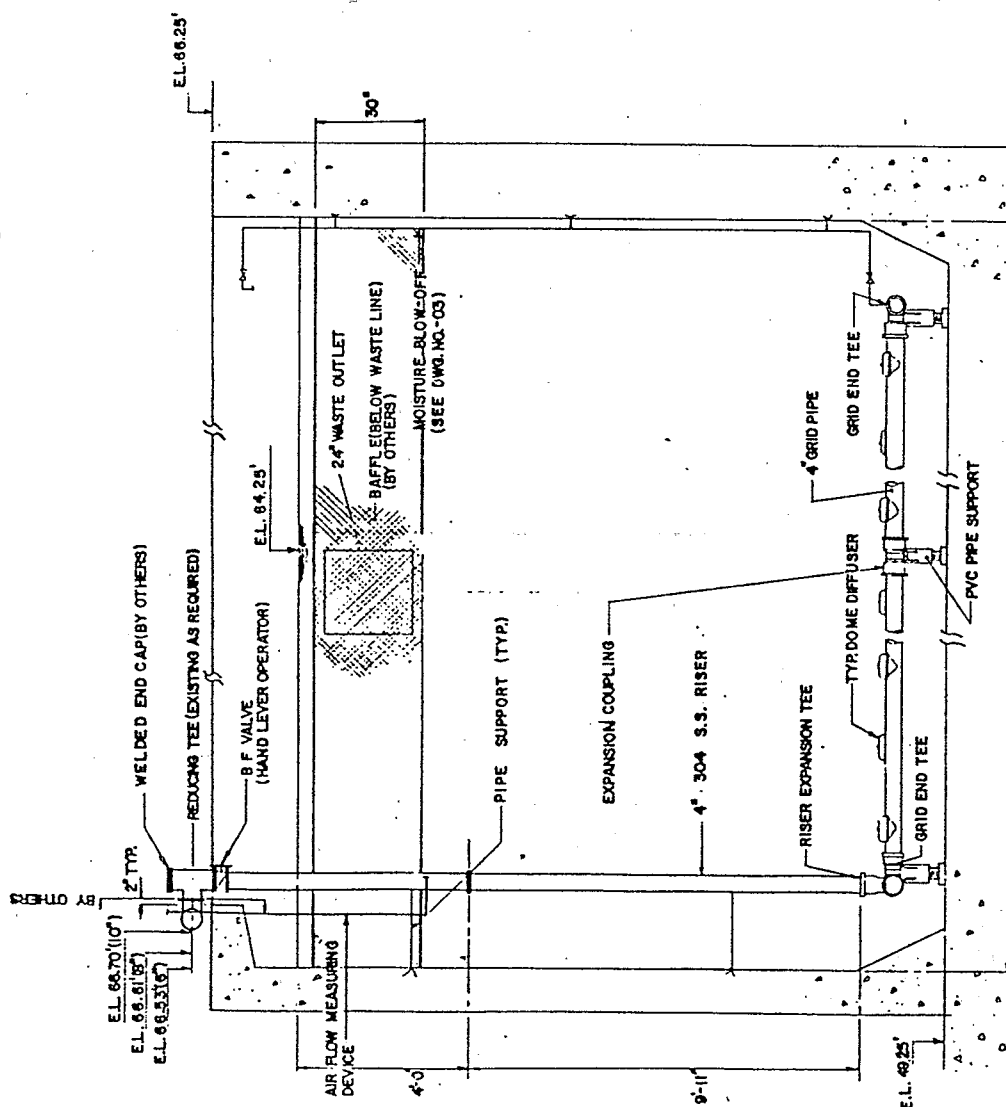 E.L. 66.25'
30"
WELDED END CAP (BY OTHERS)
REDUCING TEE (EXISTING AS REQUIRED)
B F VALVE
(HAND LEVER OPERATOR)
E.L. 64.25'
24" WASTE OUTLET
BAFFLE (BELOW WASTE LINE)
(BY OTHERS)
MOISTURE BLOW-OFF
(SEE DWG. NO.-03)
BY OTHERS
2" TYP.
E.L. 66.70' (10")
E.L. 66.61' (8")
E.L. 66.53' (6")
AIR FLOW MEASURING
DEVICE
4'-0
PIPE SUPPORT (TYP.)
EXPANSION COUPLING
4" 304 S.S. RISER
RISER EXPANSION TEE
TYP. DOME DIFFUSER
4" GRID PIPE
GRID END TEE
GRID END TEE
PVC PIPE SUPPORT
9'-11"
E.L. 49.25'